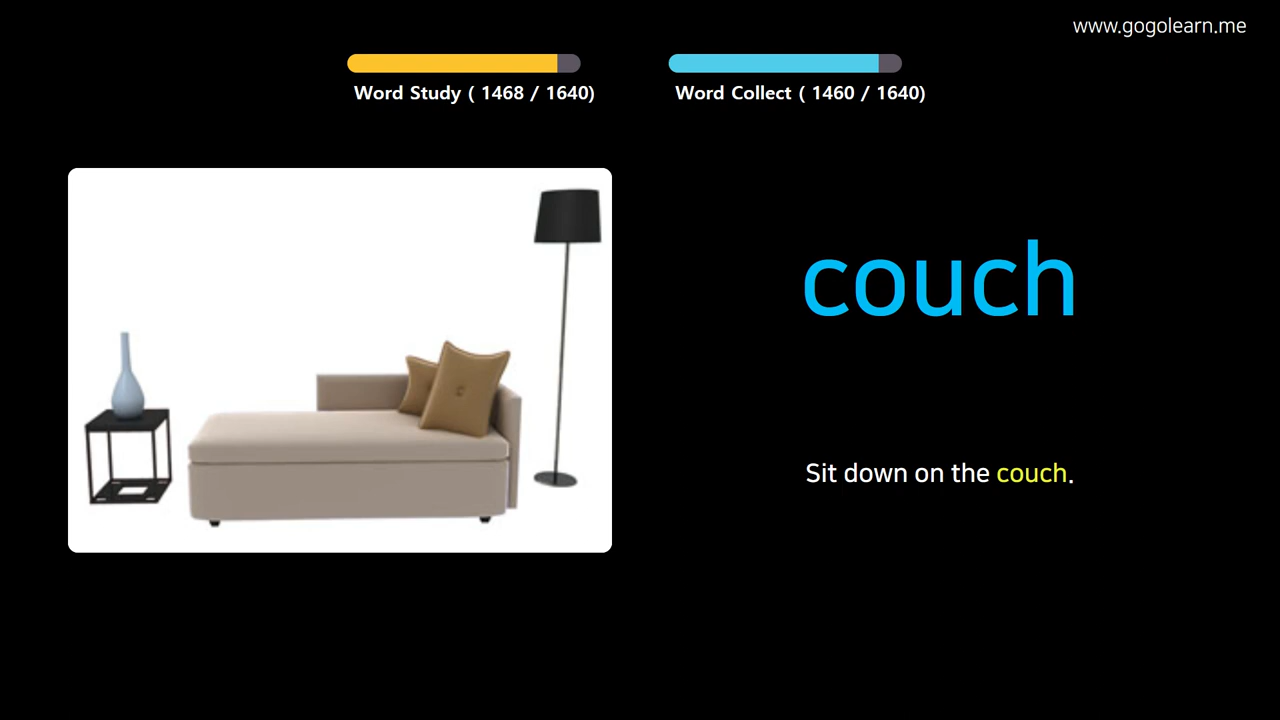 www.gogolearn.me
Word Study ( 1468 / 1640)
Word Collect ( 1460 / 1640)
couch
Sit down on the couch.